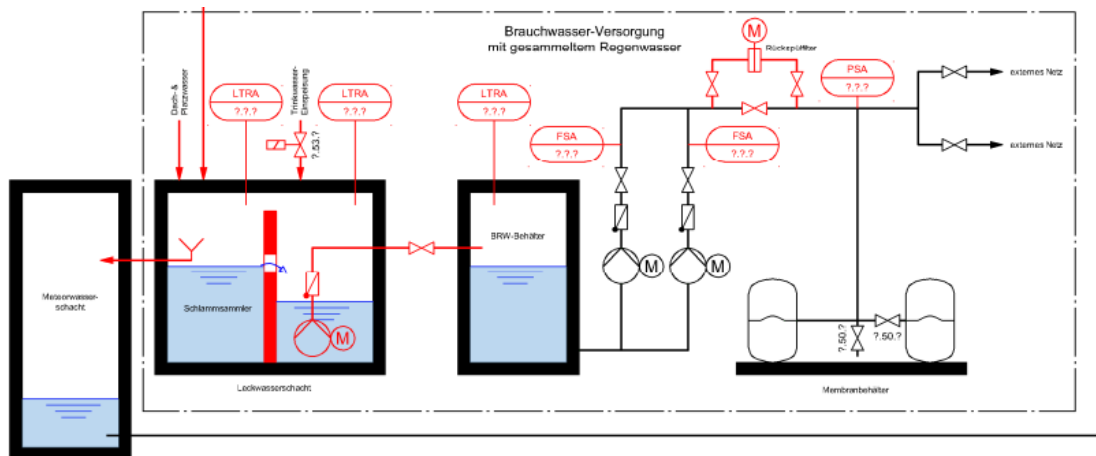 Brauchwasser-Versorgung
mit gesammeltem Regenwasser
M
Rückspülfilter
Dach- &
Platzwasser
LTRA
?.?.?
Trinkwasser-
Einspeisung
?.53.?
LTRA
?.?.?
LTRA
?.?.?
PSA
?.?.?
externes Netz
FSA
?.?.?
FSA
?.?.?
externes Netz
BRW-Behälter
M
M
Meteorwasser-
schacht
Schlammsammler
M
?.50.?
?.50.?
Leckwasserschacht
Membranbehälter